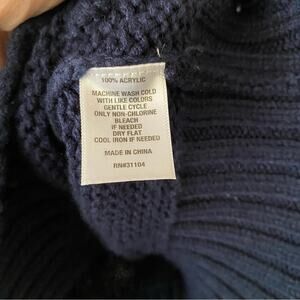 100% ACRYLIC
MACHINE WASH COLD
WITH LIKE COLORS
GENTLE CYCLE
ONLY NON-CHLORINE
BLEACH
IF NEEDED
DRY FLAT
COOL IRON IF NEEDED
MADE IN CHINA
RN#31104